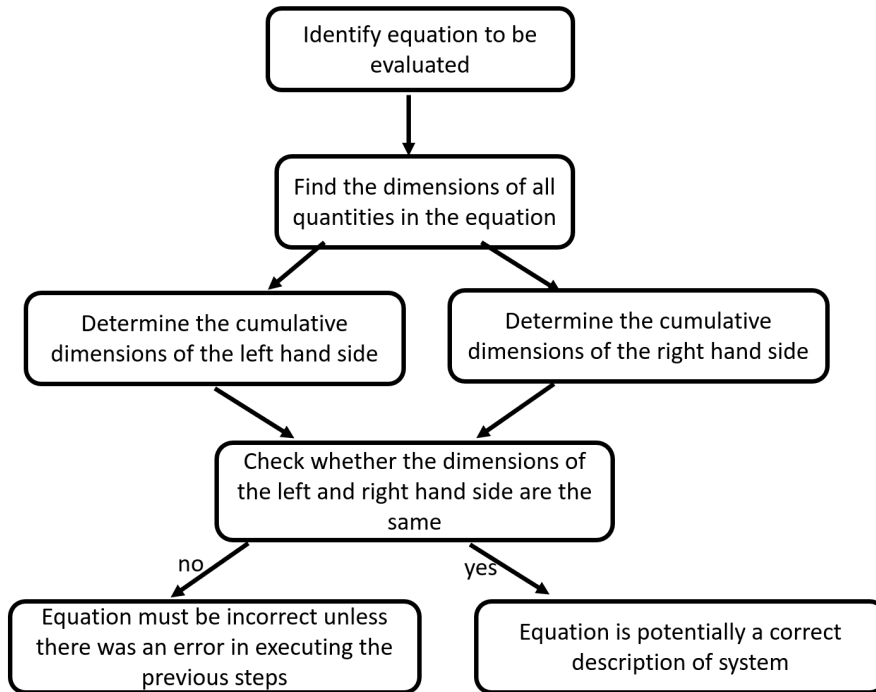 Identify equation to be
evaluated
Find the dimensions of all
quantities in the equation
Determine the cumulative
dimensions of the left hand side
Determine the cumulative
dimensions of the right hand side
Check whether the dimensions of
the left and right hand side are the
same
no
yes
Equation must be incorrect unless
there was an error in executing the
previous steps
Equation is potentially a correct
description of system